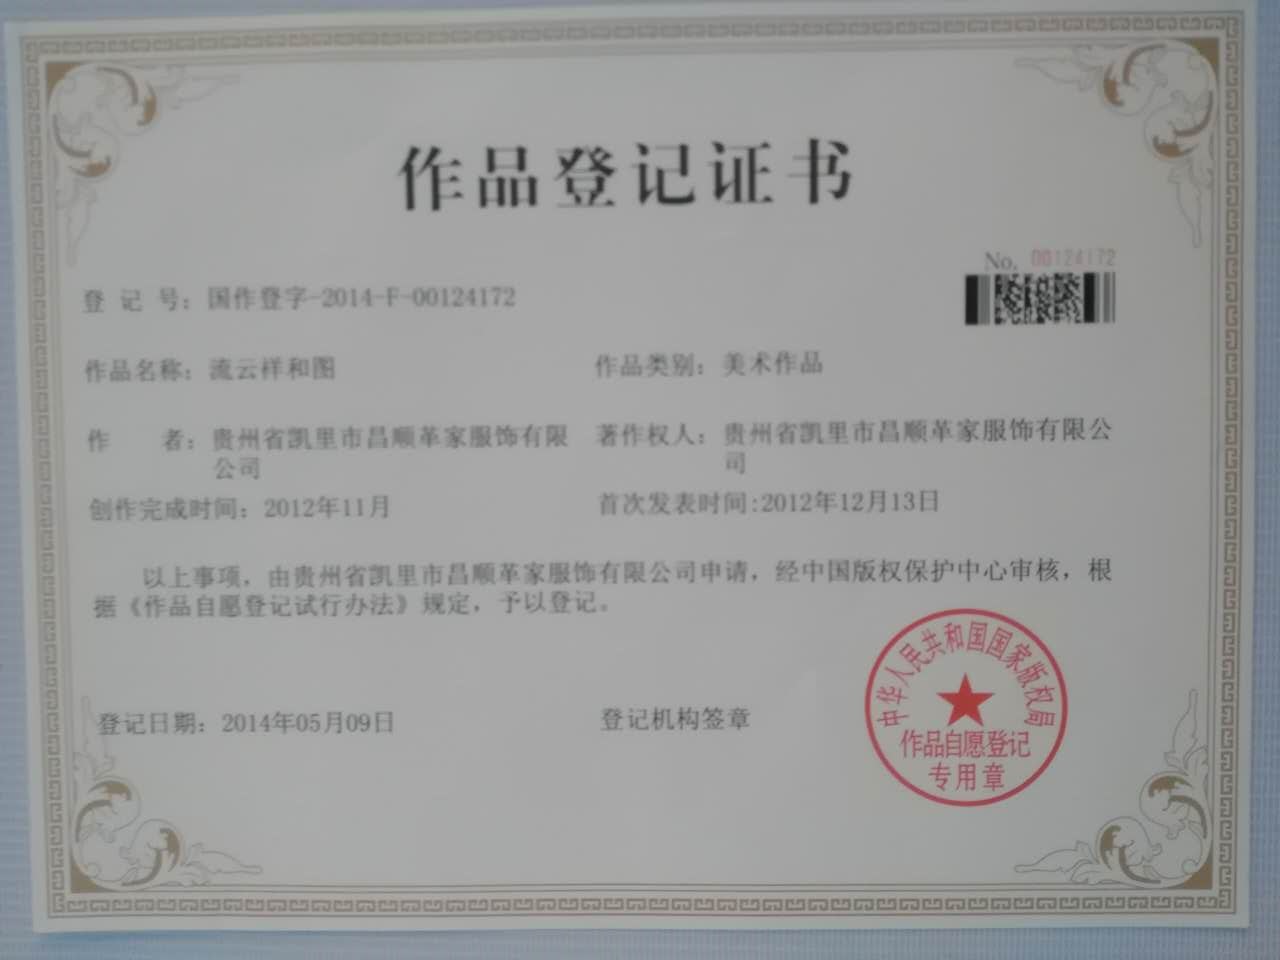 作品登记证书
No. 00124172
登 记 号：国作登字-2014-F-00124172
作品名称：流云祥和图
作品类别：美术作品
作 者：贵州省凯里市昌顺革家服饰有限
公司
著作权人：贵州省凯里市昌顺革家服饰有限公
司
创作完成时间：2012年11月
首次发表时间:2012年12月13日
以上事项，由贵州省凯里市昌顺革家服饰有限公司申请，经中国版权保护中心审核，根
据《作品自愿登记试行办法》规定，予以登记。
登记日期：2014年05月09日
登记机构签章
中华人民共和国国家版权局
作品自愿登记
专用章